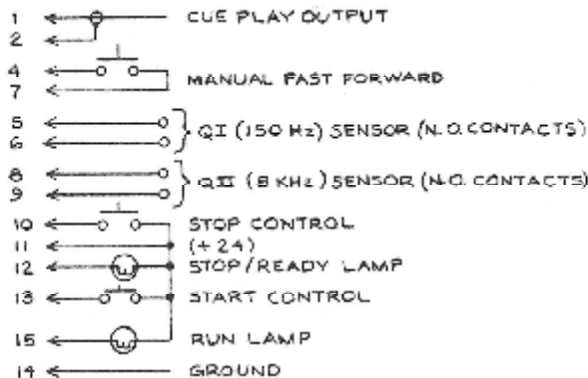 1 CUE PLAY OUTPUT
2
4
7 MANUAL FAST FORWARD
5
6 QI (150 Hz) SENSOR (N.O. CONTACTS)
8
9 QII (8 KHz) SENSOR (N.O. CONTACTS)
10 STOP CONTROL
11 (+24)
12 STOP/READY LAMP
13 START CONTROL
15 RUN LAMP
14 GROUND